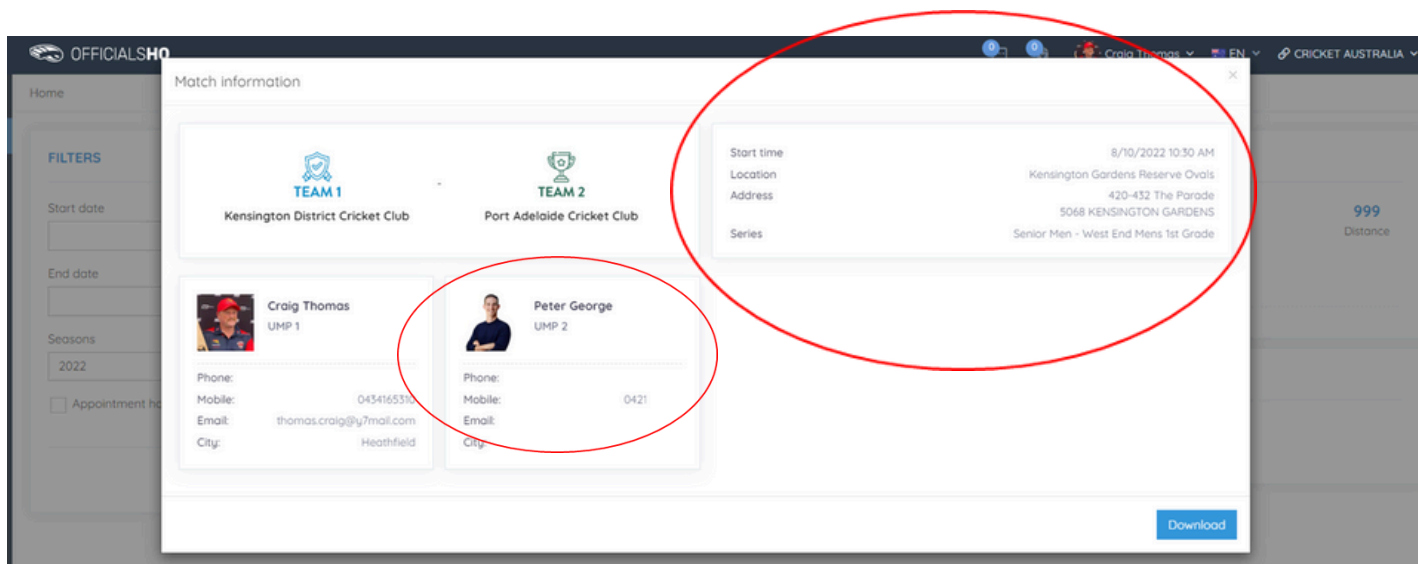 OFFICIALSHQ
0
0
Craig Thomas
EN
CRICKET AUSTRALIA
Home
Match information
×
FILTERS
Start date
End date
Seasons
2022
TEAM 1
-
TEAM 2
Kensington District Cricket Club
Port Adelaide Cricket Club
Start time
8/10/2022 10:30 AM
Location
Kensington Gardens Reserve Ovals
Address
420-432 The Parade
5068 KENSINGTON GARDENS
Series
Senior Men - West End Mens 1st Grade
999
Distance
Craig Thomas
UMP 1
Phone:
Mobile: 0434165310
Email: thomas.craig@y7mail.com
City: Heathfield
Peter George
UMP 2
Phone:
Mobile: 0421
Email:
City:
Appointment
Download